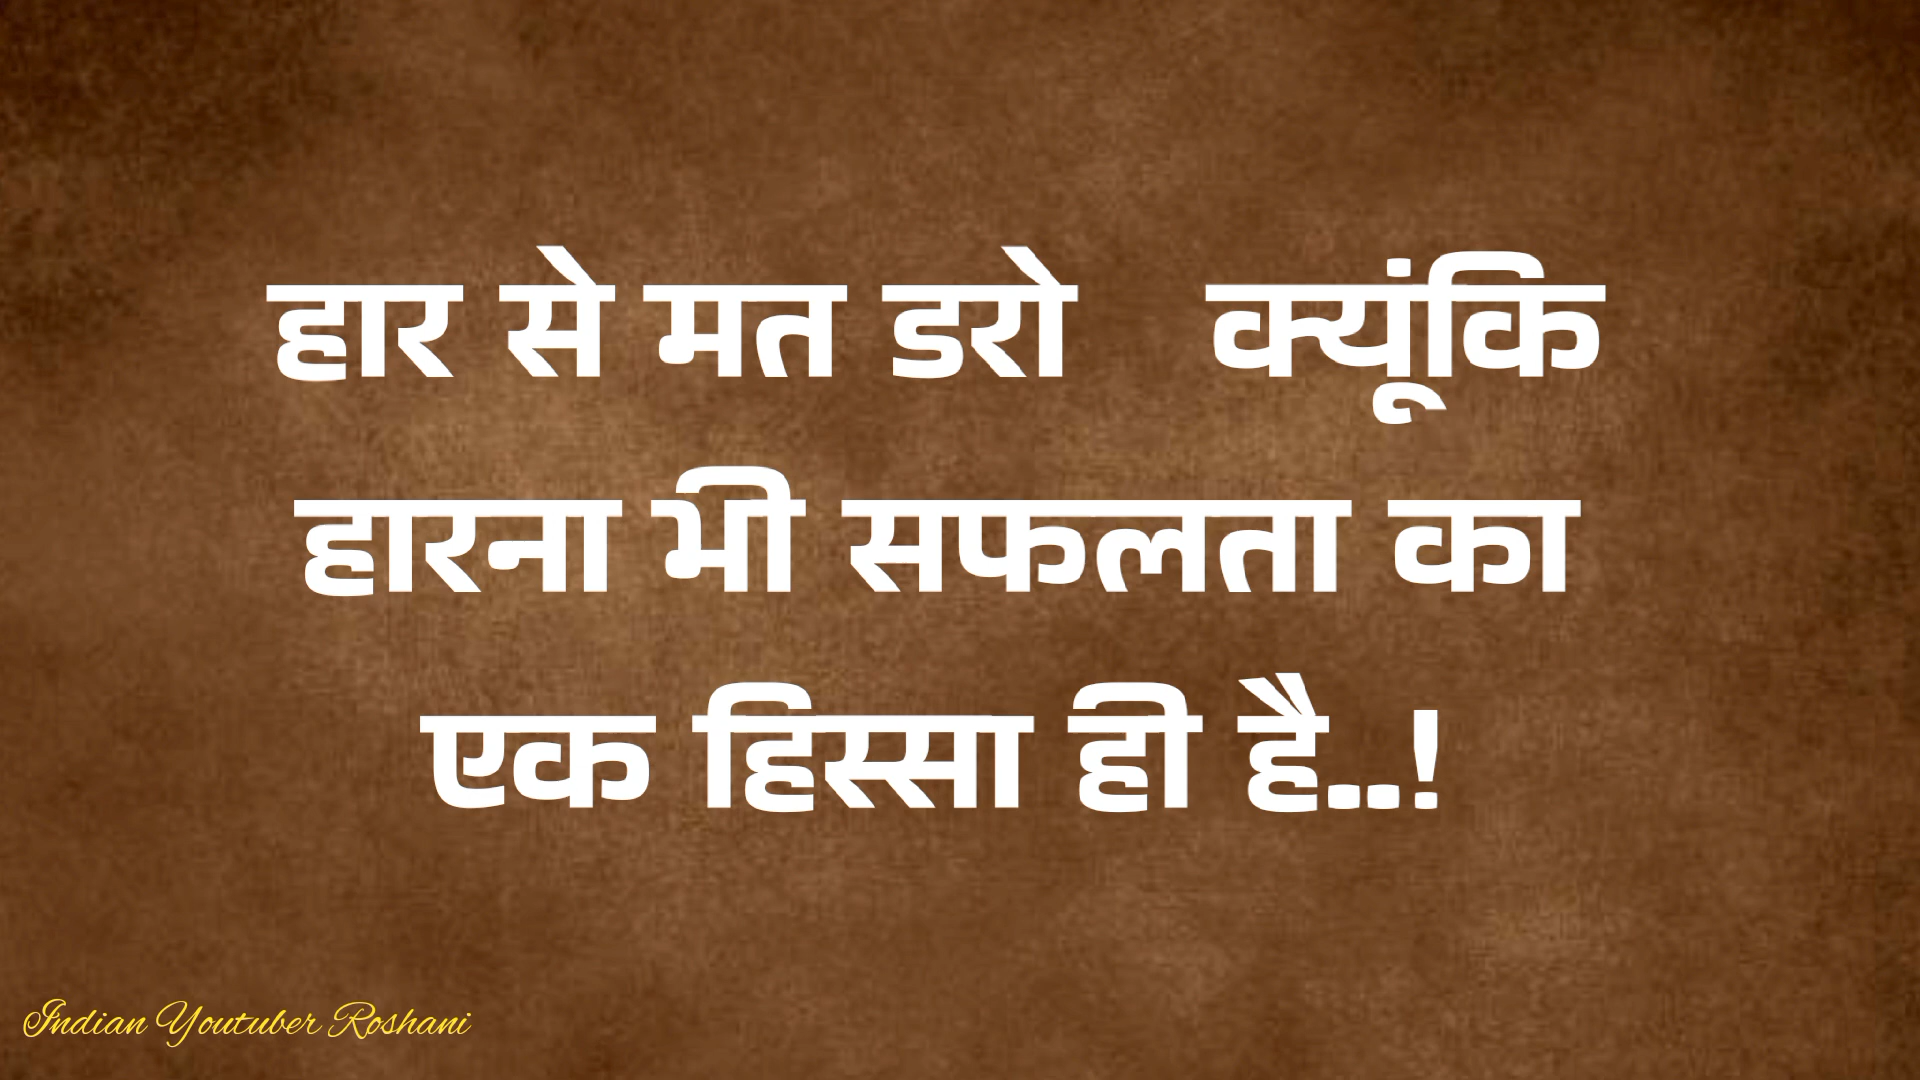 हार से मत डरो क्यूंकि
हारना भी सफलता का
एक हिस्सा ही है..!
Indian Youtuber Roshani